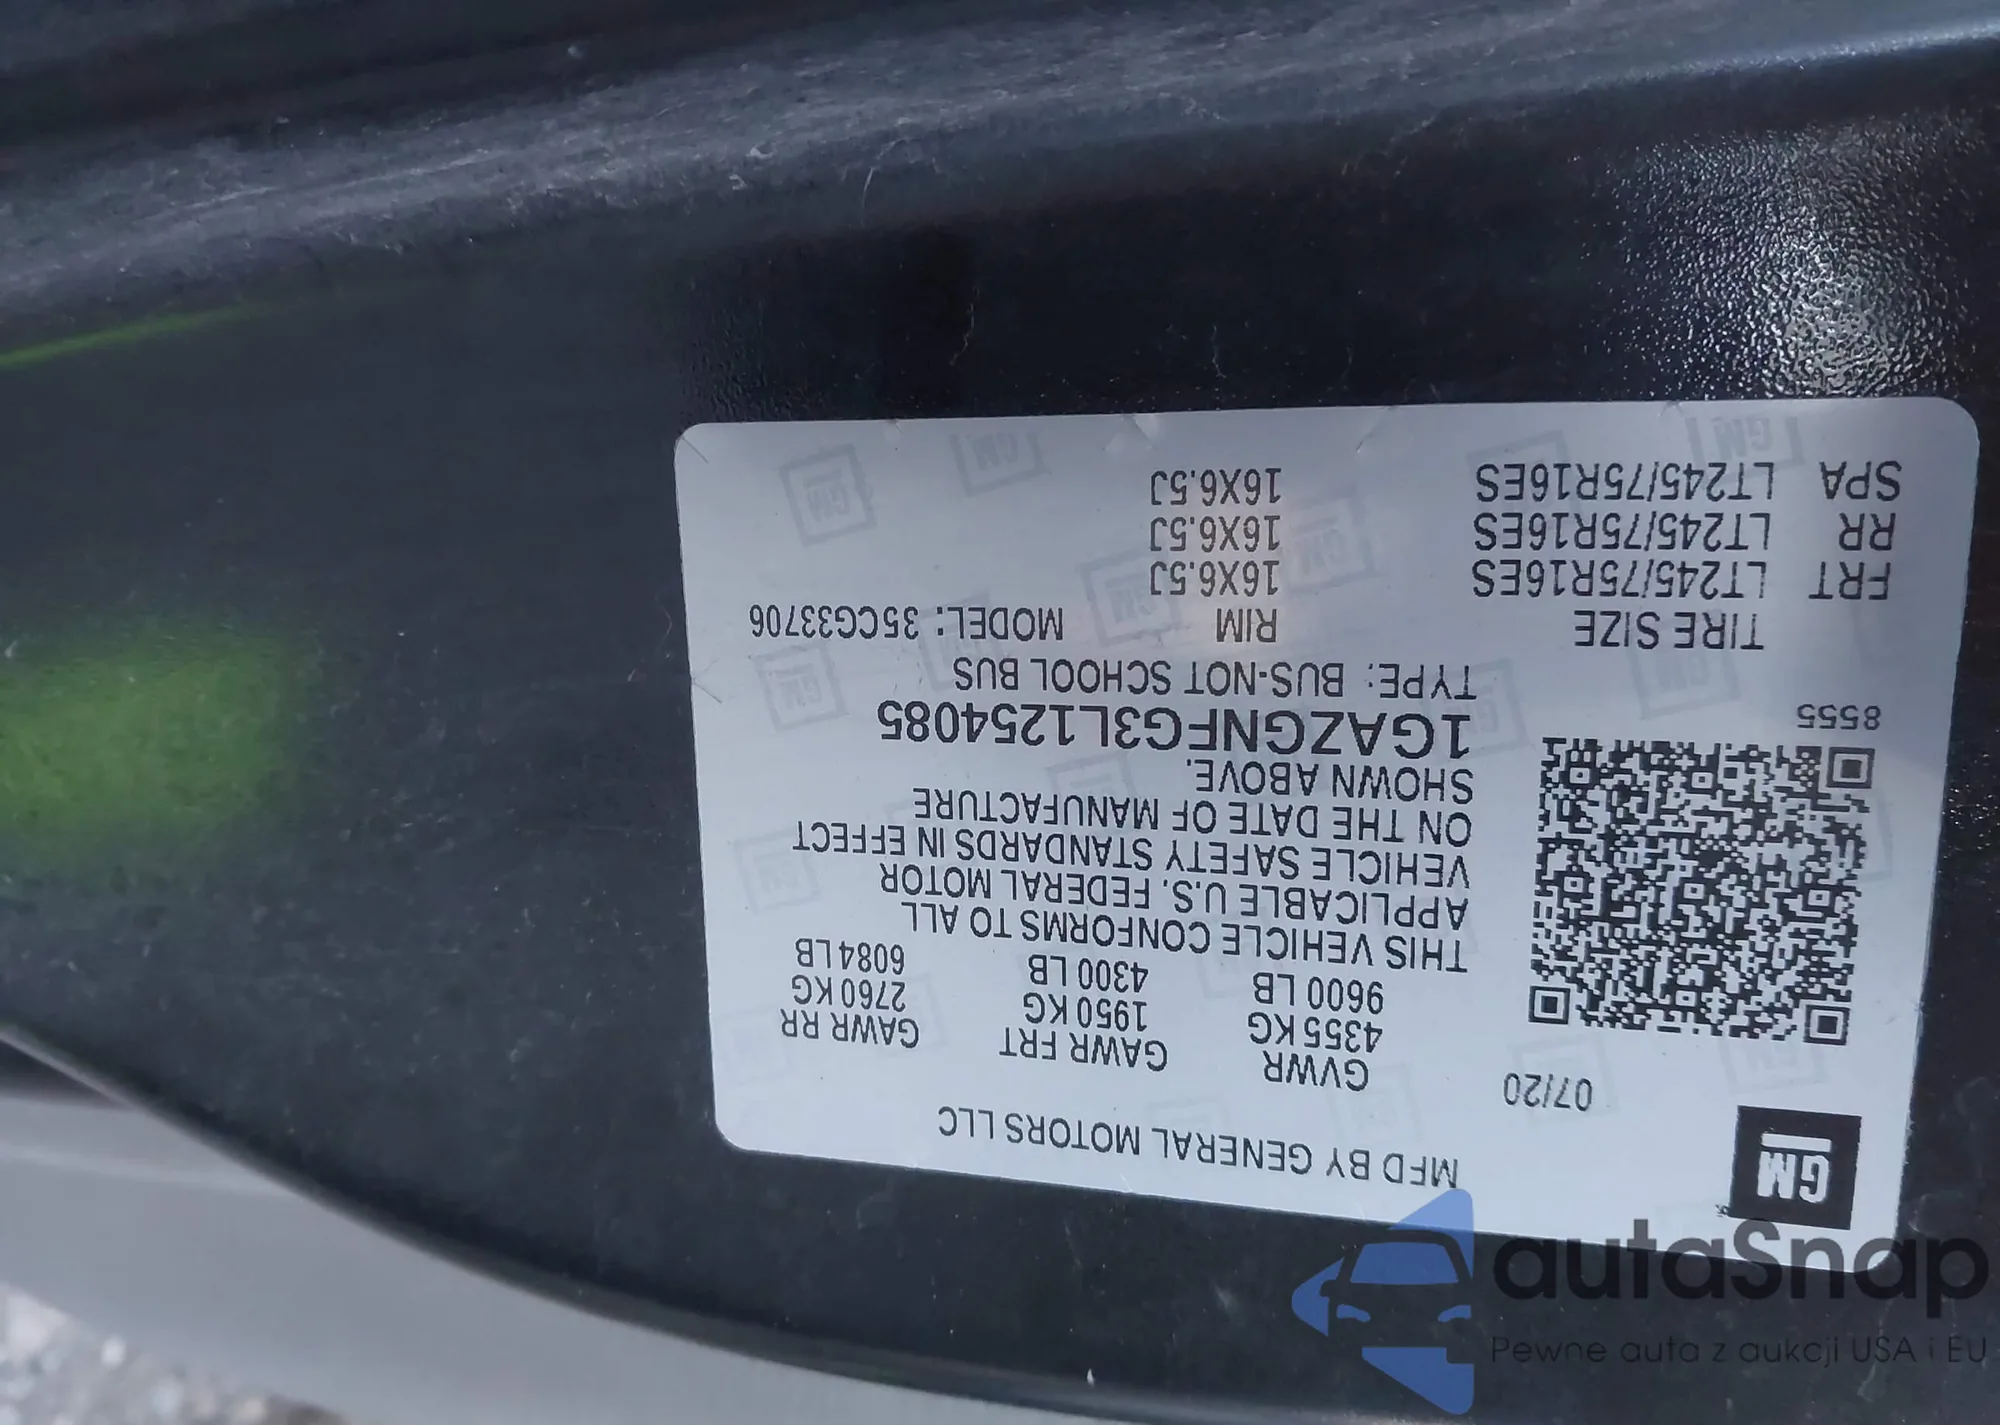 GM
MFD BY GENERAL MOTORS LLC
07/20
GVWR GAWR FRT GAWR RR
4355 KG 1950 KG 2760 KG
9600 LB 4300 LB 6084 LB
THIS VEHICLE CONFORMS TO ALL
APPLICABLE U.S. FEDERAL MOTOR
VEHICLE SAFETY STANDARDS IN EFFECT
ON THE DATE OF MANUFACTURE
SHOWN ABOVE.
1GAZGNFG3L1254085
8555
TYPE: BUS-NOT SCHOOL BUS
TIRE SIZE RIM MODEL: 35CG33706
FRT LT245/75R16ES 16X6.5J
RR LT245/75R16ES 16X6.5J
SPA LT245/75R16ES 16X6.5J
autaSnap
Pewne auta z aukcji USA i EU